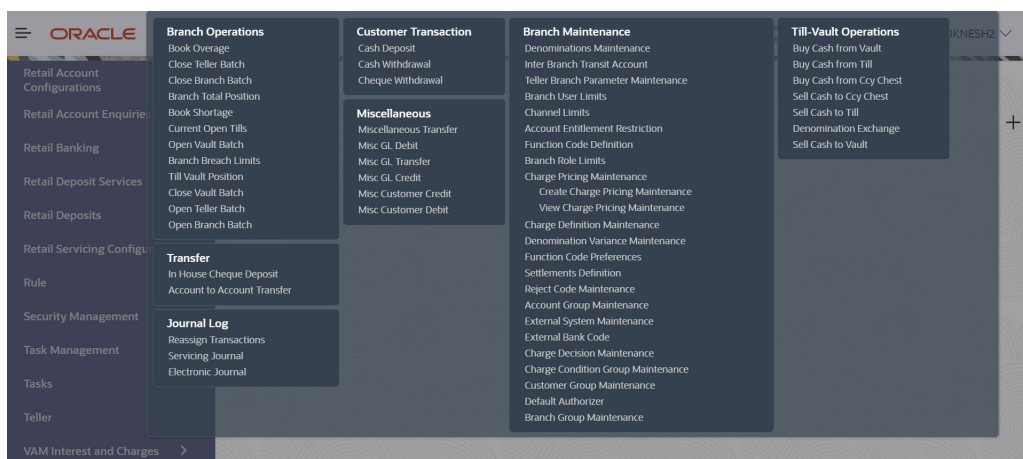 ORACLE
IKNESH2
Retail Account
Configurations
Retail Account Enquirie
Retail Banking
Retail Deposit Services
Retail Deposits
Retail Servicing Configur
Rule
Security Management
Task Management
Tasks
Teller
VAM Interest and Charges
Branch Operations
Book Overage
Close Teller Batch
Close Branch Batch
Branch Total Position
Book Shortage
Current Open Tills
Open Vault Batch
Branch Breach Limits
Till Vault Position
Close Vault Batch
Open Teller Batch
Open Branch Batch
Transfer
In House Cheque Deposit
Account to Account Transfer
Journal Log
Reassign Transactions
Servicing Journal
Electronic Journal
Customer Transaction
Cash Deposit
Cash Withdrawal
Cheque Withdrawal
Miscellaneous
Miscellaneous Transfer
Misc GL Debit
Misc GL Transfer
Misc GL Credit
Misc Customer Credit
Misc Customer Debit
Branch Maintenance
Denominations Maintenance
Inter Branch Transit Account
Teller Branch Parameter Maintenance
Branch User Limits
Channel Limits
Account Entitlement Restriction
Function Code Definition
Branch Role Limits
Charge Pricing Maintenance
Create Charge Pricing Maintenance
View Charge Pricing Maintenance
Charge Definition Maintenance
Denomination Variance Maintenance
Function Code Preferences
Settlements Definition
Reject Code Maintenance
Account Group Maintenance
External System Maintenance
External Bank Code
Charge Decision Maintenance
Charge Condition Group Maintenance
Customer Group Maintenance
Default Authorizer
Branch Group Maintenance
Till-Vault Operations
Buy Cash from Vault
Buy Cash from Till
Buy Cash from Ccy Chest
Sell Cash to Ccy Chest
Sell Cash to Till
Denomination Exchange
Sell Cash to Vault